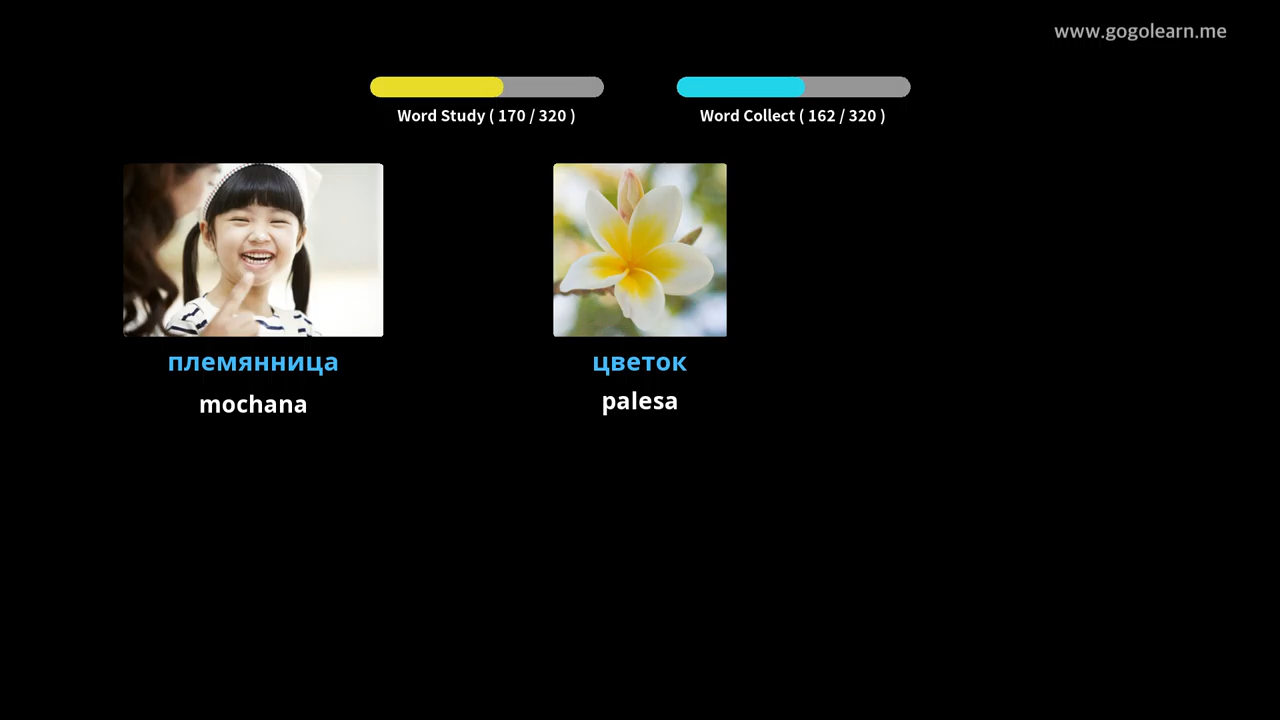 www.gogolearn.me
Word Study ( 170 / 320 )
Word Collect ( 162 / 320 )
племянница
mochana
цветок
palesa